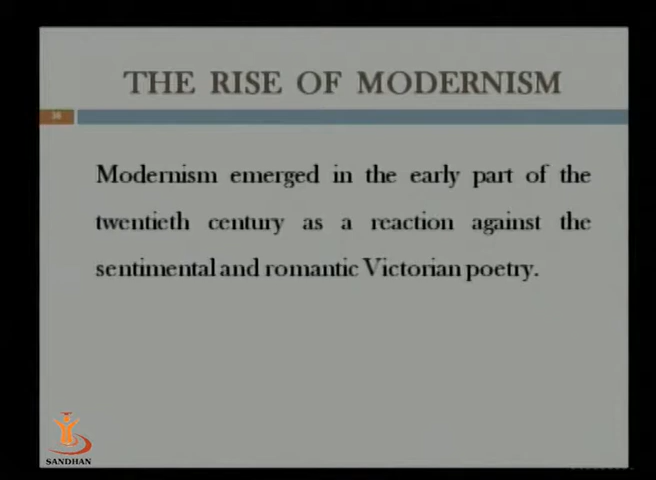 THE RISE OF MODERNISM
38
Modernism emerged in the early part of the
twentieth century as a reaction against the
sentimental and romantic Victorian poetry.
SANDHAN